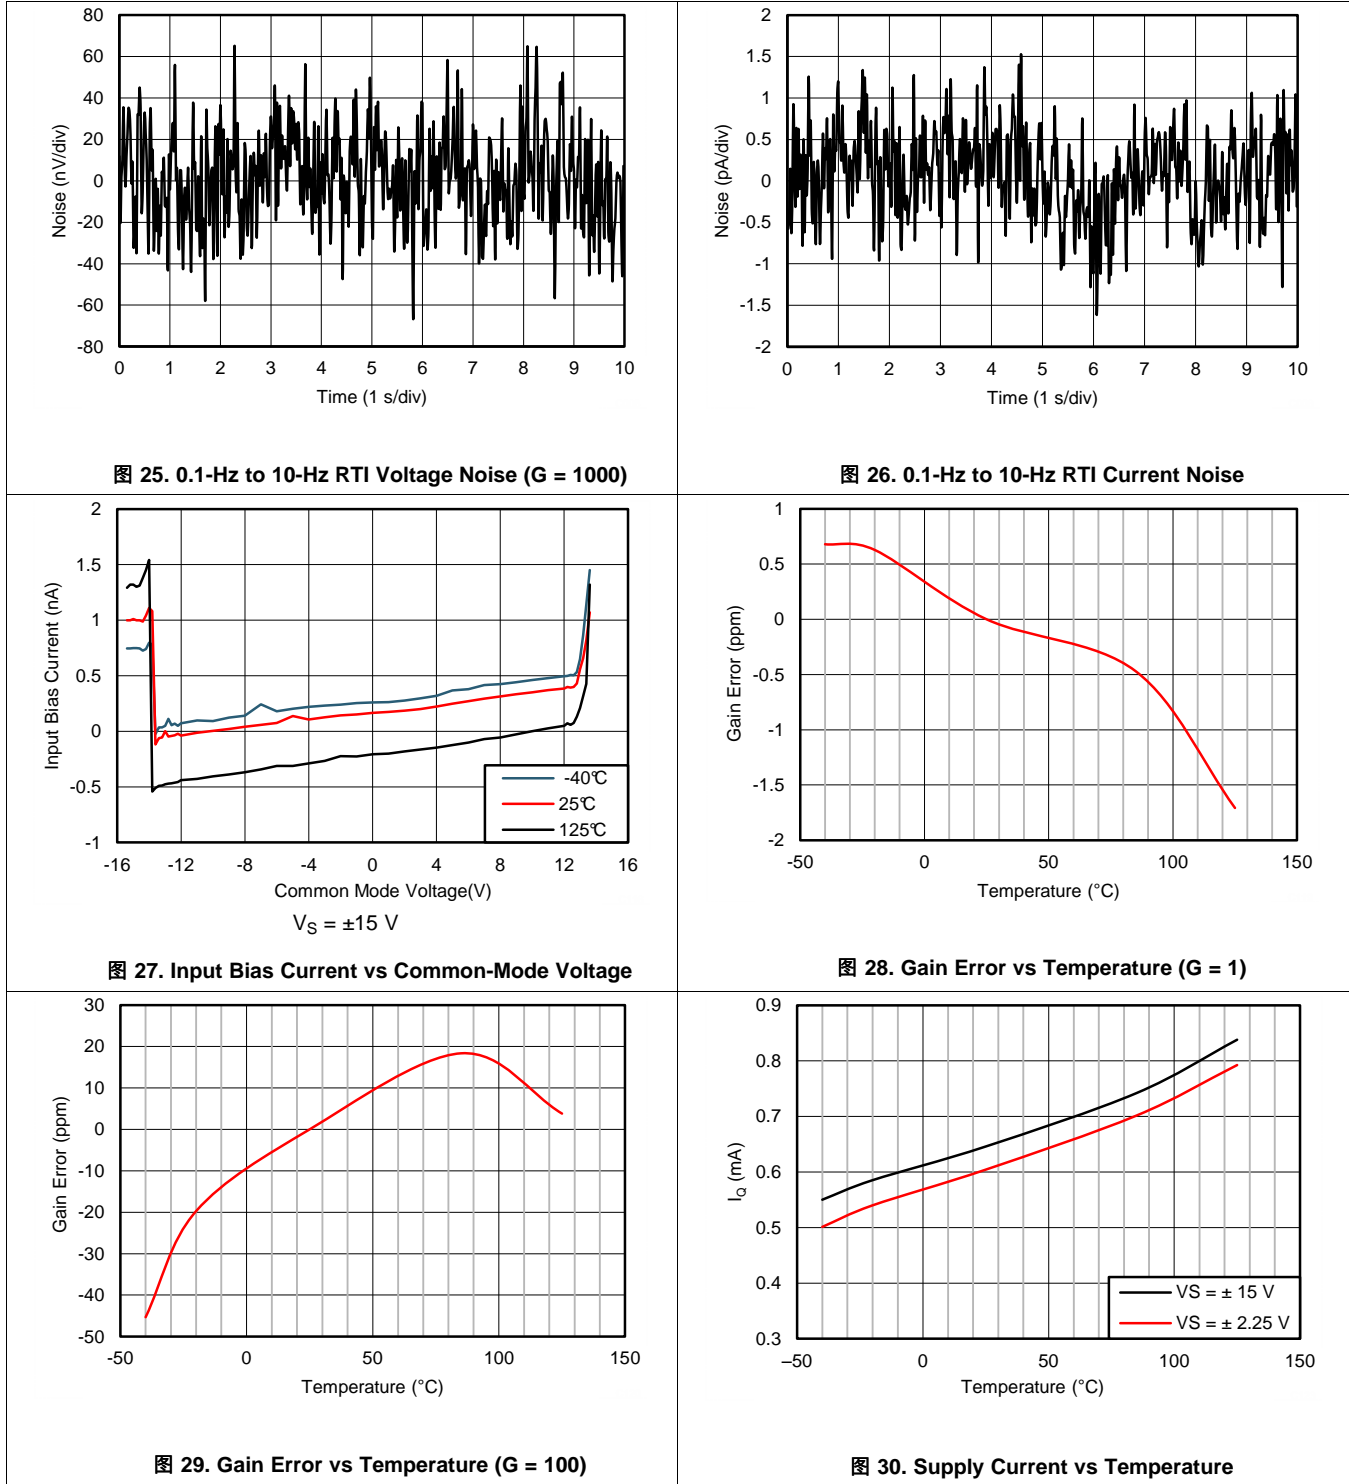 80
60
40
20
0
-20
-40
-60
-80
Noise (nV/div)
0 1 2 3 4 5 6 7 8 9 10
Time (1 s/div)
图 25. 0.1-Hz to 10-Hz RTI Voltage Noise (G = 1000)
2
1.5
1
0.5
0
-0.5
-1
-1.5
-2
Noise (pA/div)
0 1 2 3 4 5 6 7 8 9 10
Time (1 s/div)
图 26. 0.1-Hz to 10-Hz RTI Current Noise
2
1.5
1
0.5
0
-0.5
-1
Input Bias Current (nA)
-40°C
25°C
125°C
-16 -12 -8 -4 0 4 8 12 16
Common Mode Voltage(V)
VS = ±15 V
图 27. Input Bias Current vs Common-Mode Voltage
1
0.5
0
-0.5
-1
-1.5
-2
Gain Error (ppm)
-50 0 50 100 150
Temperature (°C)
图 28. Gain Error vs Temperature (G = 1)
30
20
10
0
-10
-20
-30
-40
-50
Gain Error (ppm)
-50 0 50 100 150
Temperature (°C)
图 29. Gain Error vs Temperature (G = 100)
0.9
0.8
0.7
0.6
0.5
0.4
0.3
IQ (mA)
VS = ± 15 V
VS = ± 2.25 V
–50 0 50 100 150
Temperature (°C)
图 30. Supply Current vs Temperature